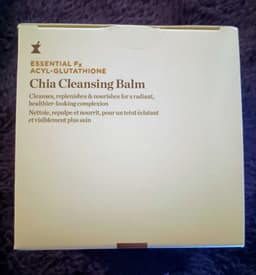 ESSENTIAL Fx
ACYL-GLUTATHIONE
Chia Cleansing Balm
Cleanses, replenishes & nourishes for a radiant,
healthier-looking complexion
Nettoie, repulpe et nourrit, pour un teint éclatant
et visiblement plus sain